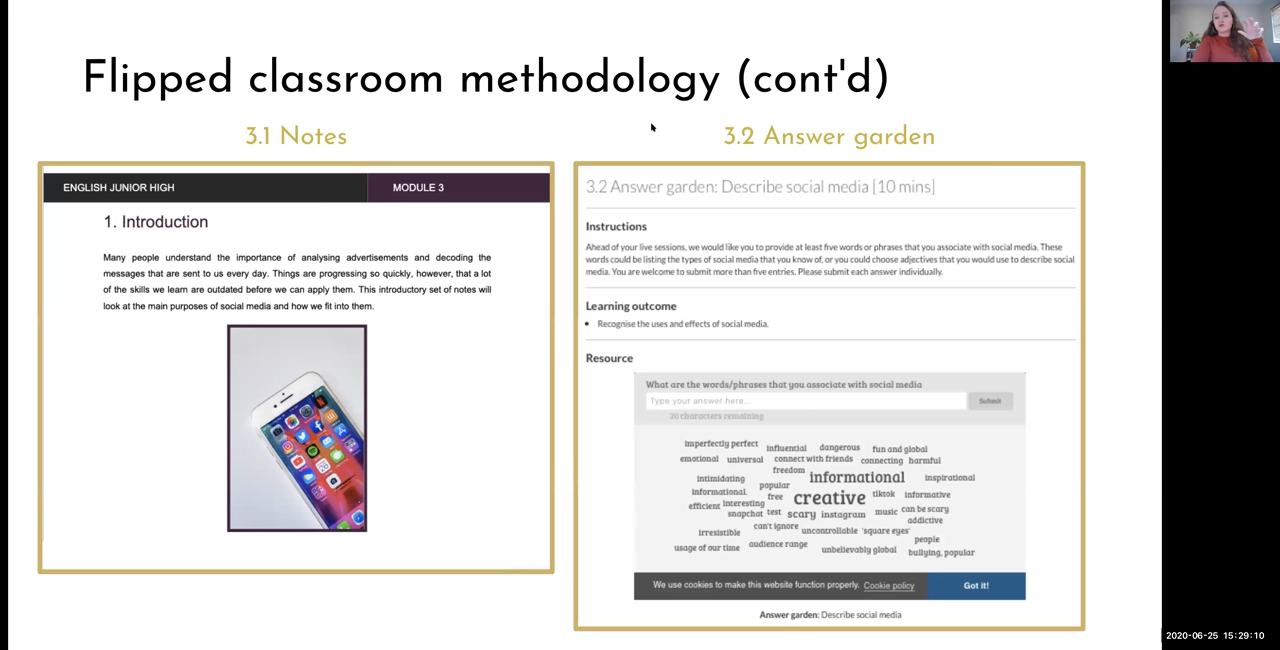 Flipped classroom methodology (cont'd)
3.1 Notes
ENGLISH JUNIOR HIGH
MODULE 3
1. Introduction
Many people understand the importance of analysing advertisements and decoding the
messages that are sent to us every day. Things are progressing so quickly, however, that a lot
of the skills we learn are outdated before we can apply them. This introductory set of notes will
look at the main purposes of social media and how we fit into them.
3.2 Answer garden
3.2 Answer garden: Describe social media [10 mins]
Instructions
Ahead of your live sessions, we would like you to provide at least five words or phrases that you associate with social media. These
words could be listing the types of social media that you know of, or you could choose adjectives that you would use to describe social
media. You are welcome to submit more than five entries. Please submit each answer individually.
Learning outcome
• Recognise the uses and effects of social media.
Resource
What are the words/phrases that you associate with social media
Type your answer here...
Submit
20 characters remaining
imperfectly perfect influential dangerous fun and global
emotional universal connect with friends connecting harmful
freedom
intimidating popular informational inspirational
informational. free creative tiktok informative
efficient interesting
snapchat test scary instagram music can be scary
addictive
can't ignore uncontrollable 'square eyes'
irresistible people
usage of our time audience range unbelievably global bullying, popular
We use cookies to make this website function properly. Cookie policy Got it!
Answer garden: Describe social media
2020-06-25 15:29:10